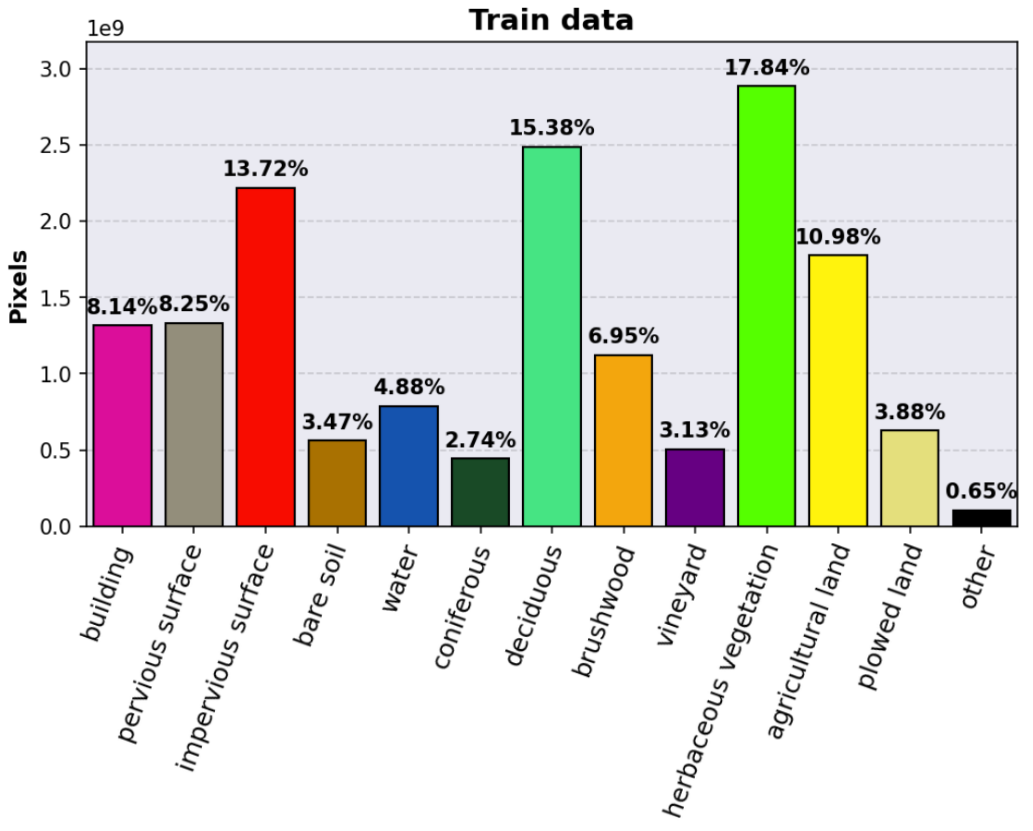 Train data
1e9
3.0
2.5
2.0
1.5
1.0
0.5
0.0
Pixels
8.14%
8.25%
13.72%
3.47%
4.88%
2.74%
15.38%
6.95%
3.13%
17.84%
10.98%
3.88%
0.65%
building
pervious surface
impervious surface
bare soil
water
coniferous
deciduous
brushwood
vineyard
herbaceous vegetation
agricultural land
plowed land
other